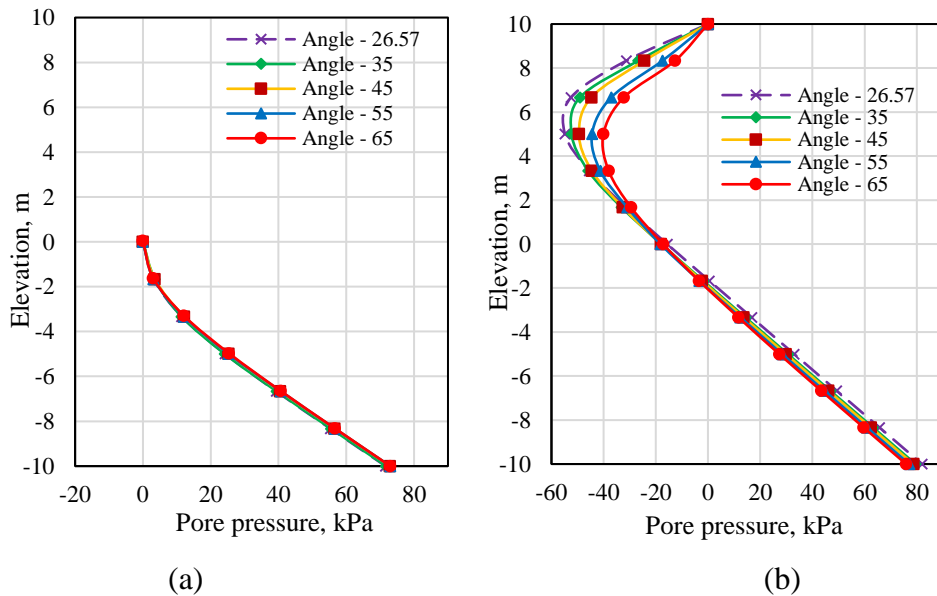 10
8
6
4
2
0
-2
-4
-6
-8
-10
Elevation, m
-20
0
20
40
60
80
Pore pressure, kPa
Angle - 26.57
Angle - 35
Angle - 45
Angle - 55
Angle - 65
(a)
10
8
6
4
2
0
-2
-4
-6
-8
-10
Elevation, m
-60
-40
-20
0
20
40
60
80
Pore pressure, kPa
Angle - 26.57
Angle - 35
Angle - 45
Angle - 55
Angle - 65
(b)